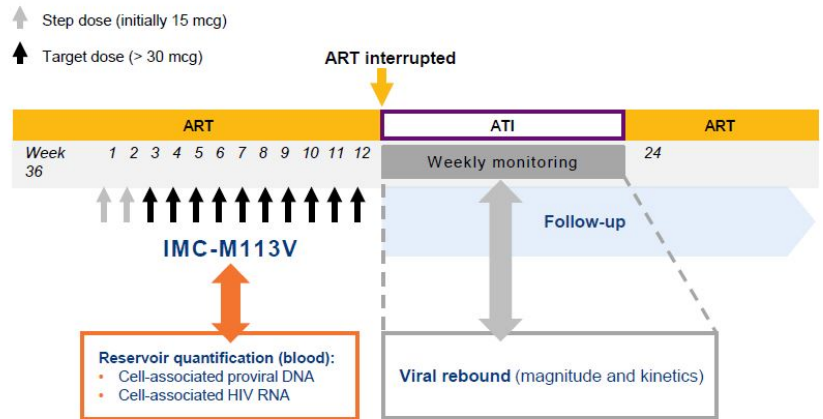 Step dose (initially 15 mcg)
Target dose (> 30 mcg)
ART interrupted
ART ATI ART
Week 1 2 3 4 5 6 7 8 9 10 11 12 Weekly monitoring 24
36
IMC-M113V
Follow-up
Reservoir quantification (blood):
• Cell-associated proviral DNA
• Cell-associated HIV RNA
Viral rebound (magnitude and kinetics)